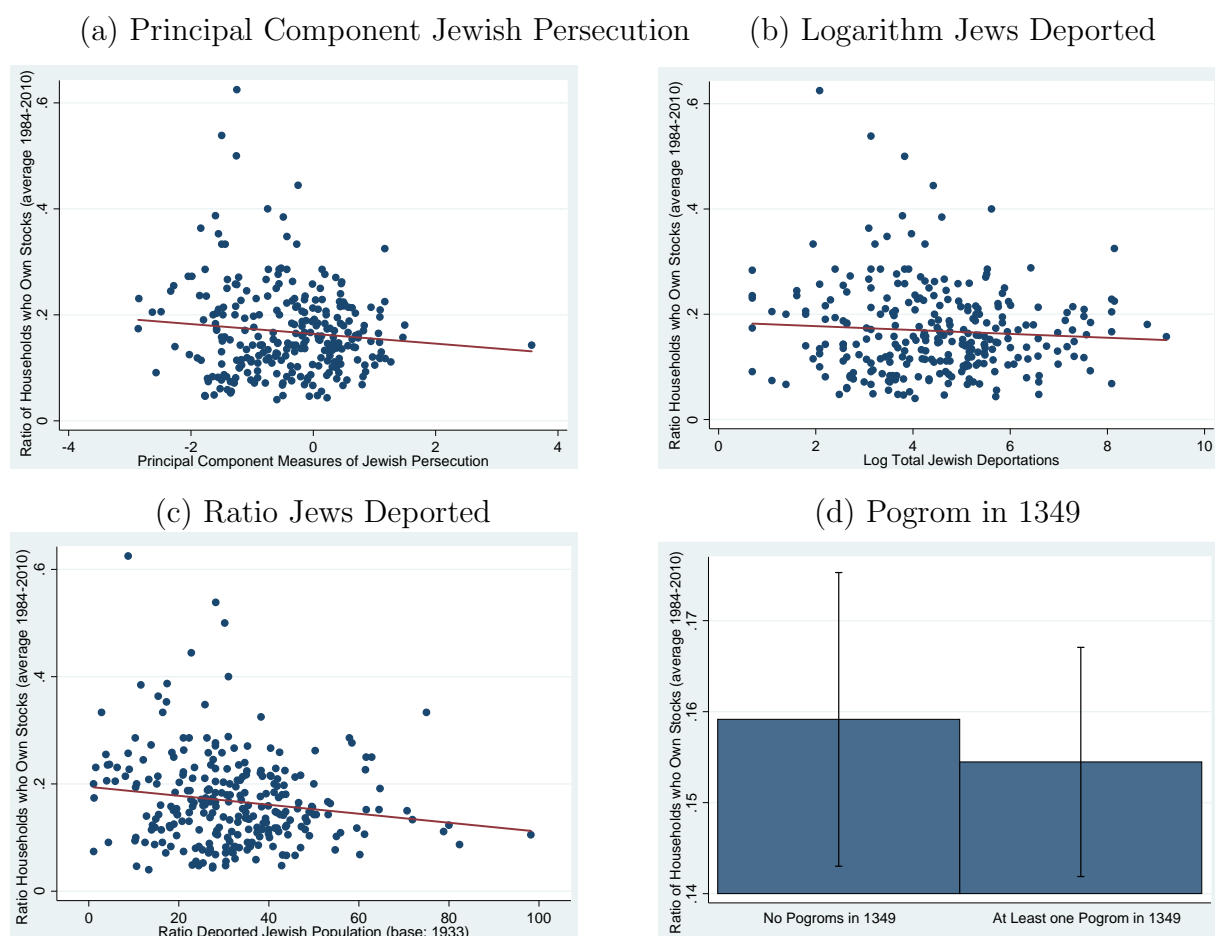 (a) Principal Component Jewish Persecution
Ratio of Households who Own Stocks (average 1984-2010)
.6
.4
.2
0
-4 -2 0 2 4
Principal Component Measures of Jewish Persecution
(b) Logarithm Jews Deported
Ratio Households who Own Stocks (average 1984-2010)
.6
.4
.2
0
0 2 4 6 8 10
Log Total Jewish Deportations
(c) Ratio Jews Deported
Ratio Households who Own Stocks (average 1984-2010)
.6
.4
.2
0
0 20 40 60 80 100
Ratio Deported Jewish Population (base: 1933)
(d) Pogrom in 1349
Ratio of Households who Own Stocks (average 1984-2010)
.17
.16
.15
.14
No Pogroms in 1349 At Least one Pogrom in 1349